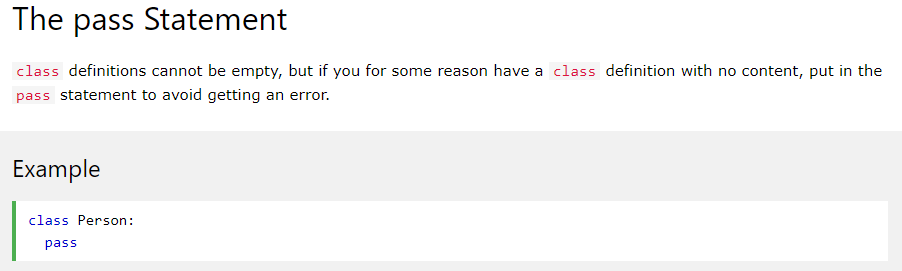 The pass Statement
class definitions cannot be empty, but if you for some reason have a class definition with no content, put in the
pass statement to avoid getting an error.
Example
class Person:
  pass